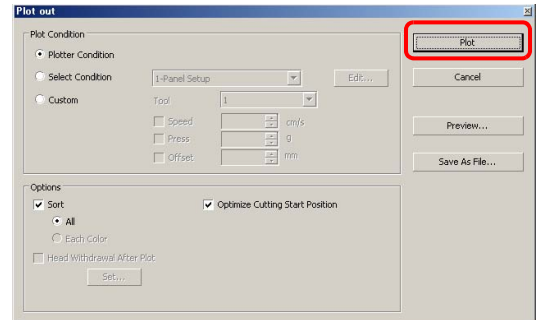 Plot out
Plot Condition
Plotter Condition
Select Condition
1-Panel Setup
Edit...
Custom
Tool
1
Speed
cm/s
Press
g
Offset
mm
Plot
Cancel
Preview...
Save As File...
Options
Sort
Optimize Cutting Start Position
All
Each Color
Head Withdrawal After Plot
Set...